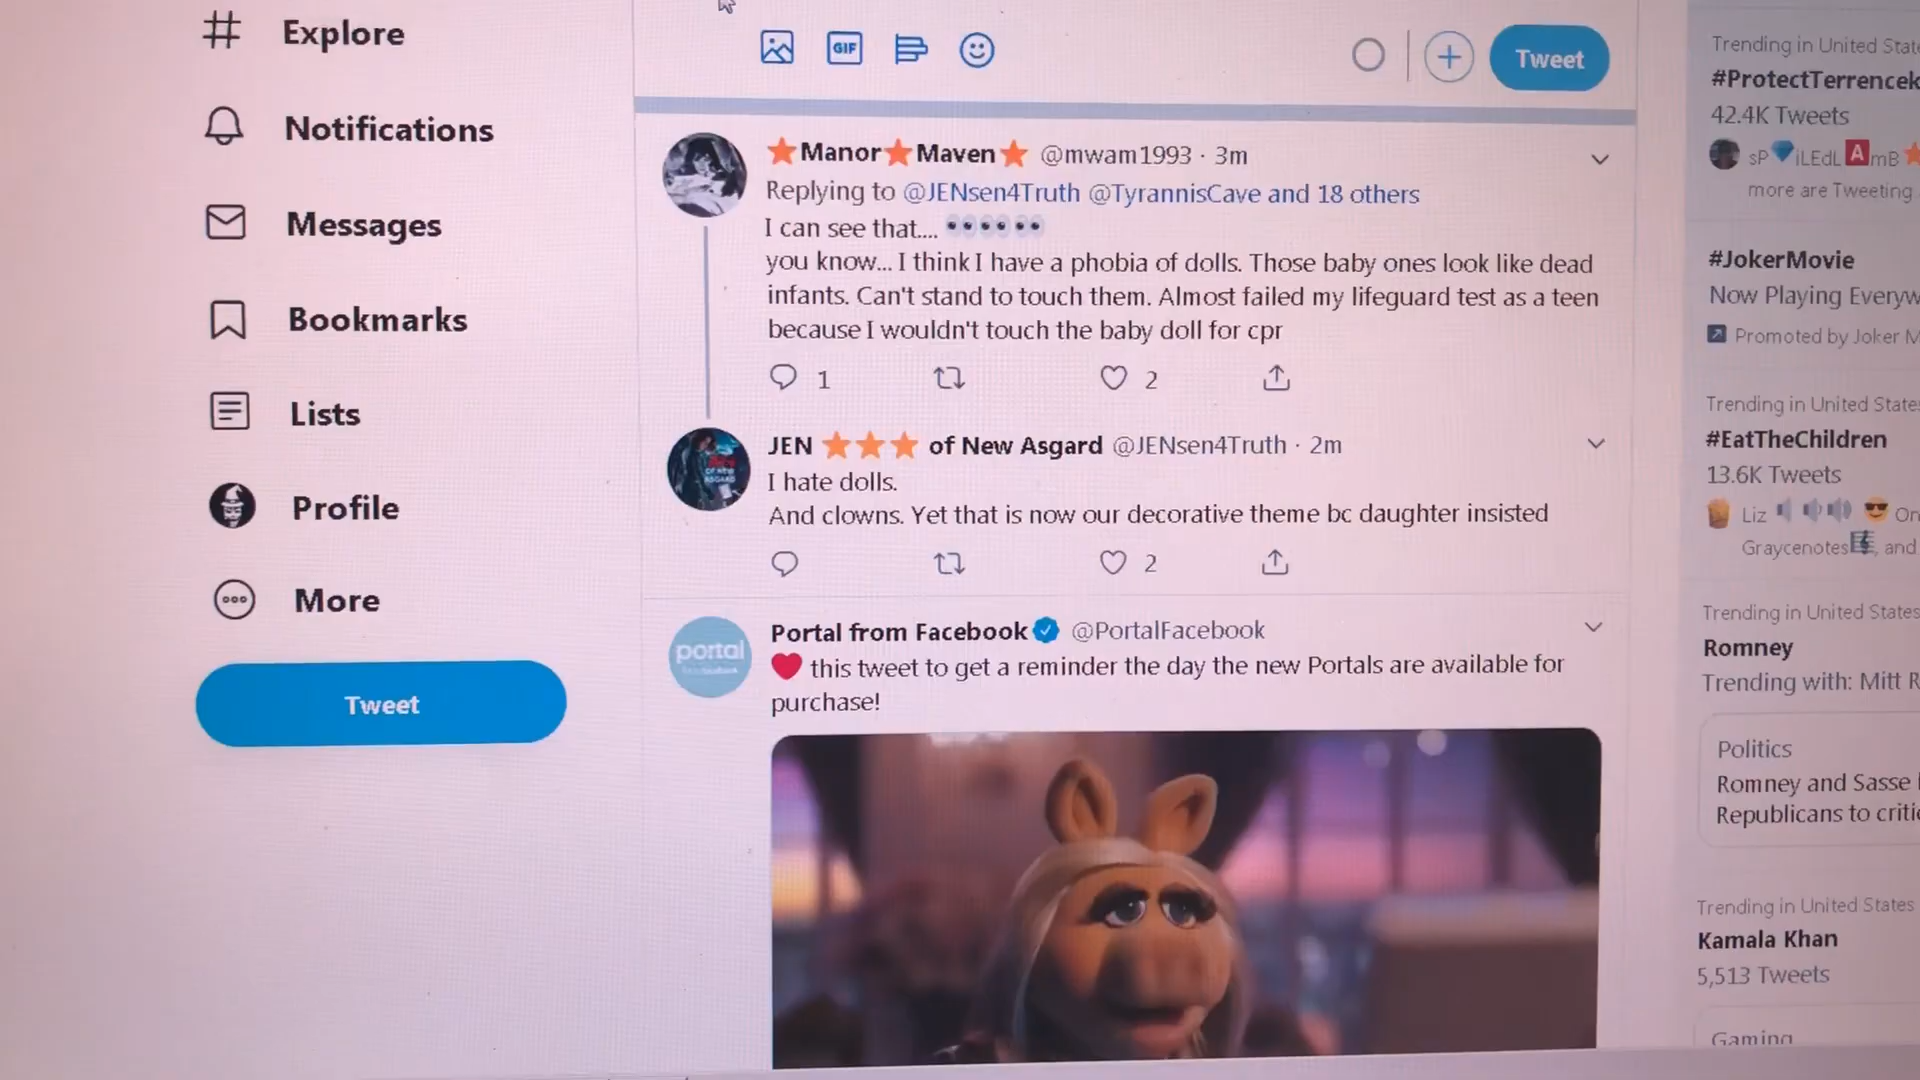 Explore
Notifications
Messages
Bookmarks
Lists
Profile
More
Tweet
GIF
Tweet
Manor Maven @mwam1993 · 3m
Replying to @JENsen4Truth @TyrannisCave and 18 others
I can see that....
you know... I think I have a phobia of dolls. Those baby ones look like dead
infants. Can't stand to touch them. Almost failed my lifeguard test as a teen
because I wouldn't touch the baby doll for cpr
1
2
JEN of New Asgard @JENsen4Truth · 2m
I hate dolls.
And clowns. Yet that is now our decorative theme bc daughter insisted
2
portal
Portal from Facebook @PortalFacebook
this tweet to get a reminder the day the new Portals are available for
purchase!
Trending in United State
#ProtectTerrencek
42.4K Tweets
sP iLEdL A mB
more are Tweeting
#JokerMovie
Now Playing Everyw
Promoted by Joker M
Trending in United States
#EatTheChildren
13.6K Tweets
Liz On
Graycenotes , and
Trending in United States
Romney
Trending with: Mitt R
Politics
Romney and Sasse
Republicans to critic
Trending in United States
Kamala Khan
5,513 Tweets
Gaming